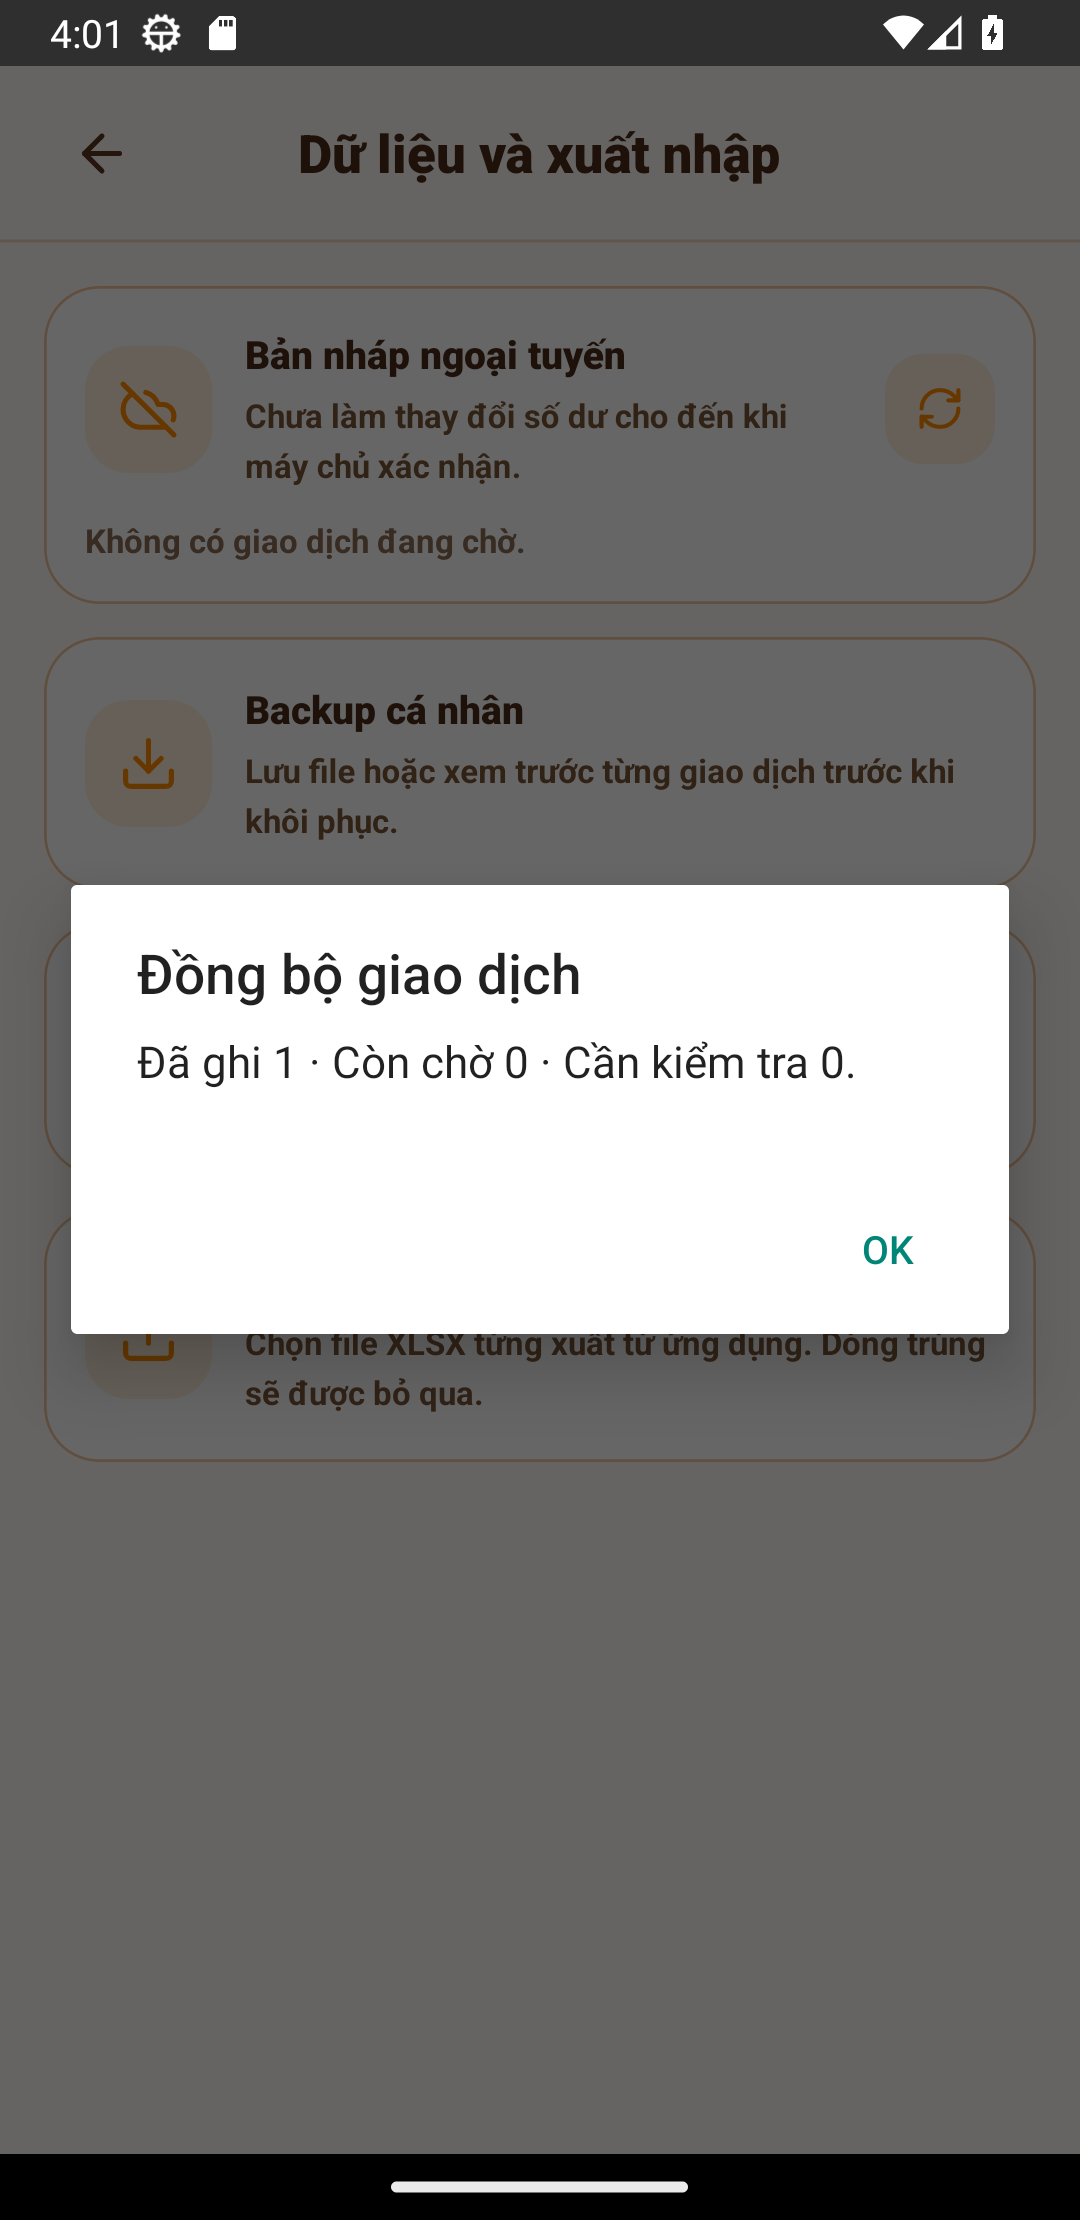 4:01
Dữ liệu và xuất nhập
Bản nháp ngoại tuyến
Chưa làm thay đổi số dư cho đến khi
máy chủ xác nhận.
Không có giao dịch đang chờ.
Backup cá nhân
Lưu file hoặc xem trước từng giao dịch trước khi
khôi phục.
Đồng bộ giao dịch
Đã ghi 1 · Còn chờ 0 · Cần kiểm tra 0.
OK
Chọn file XLSX từng xuất từ ứng dụng. Dòng trùng
sẽ được bỏ qua.